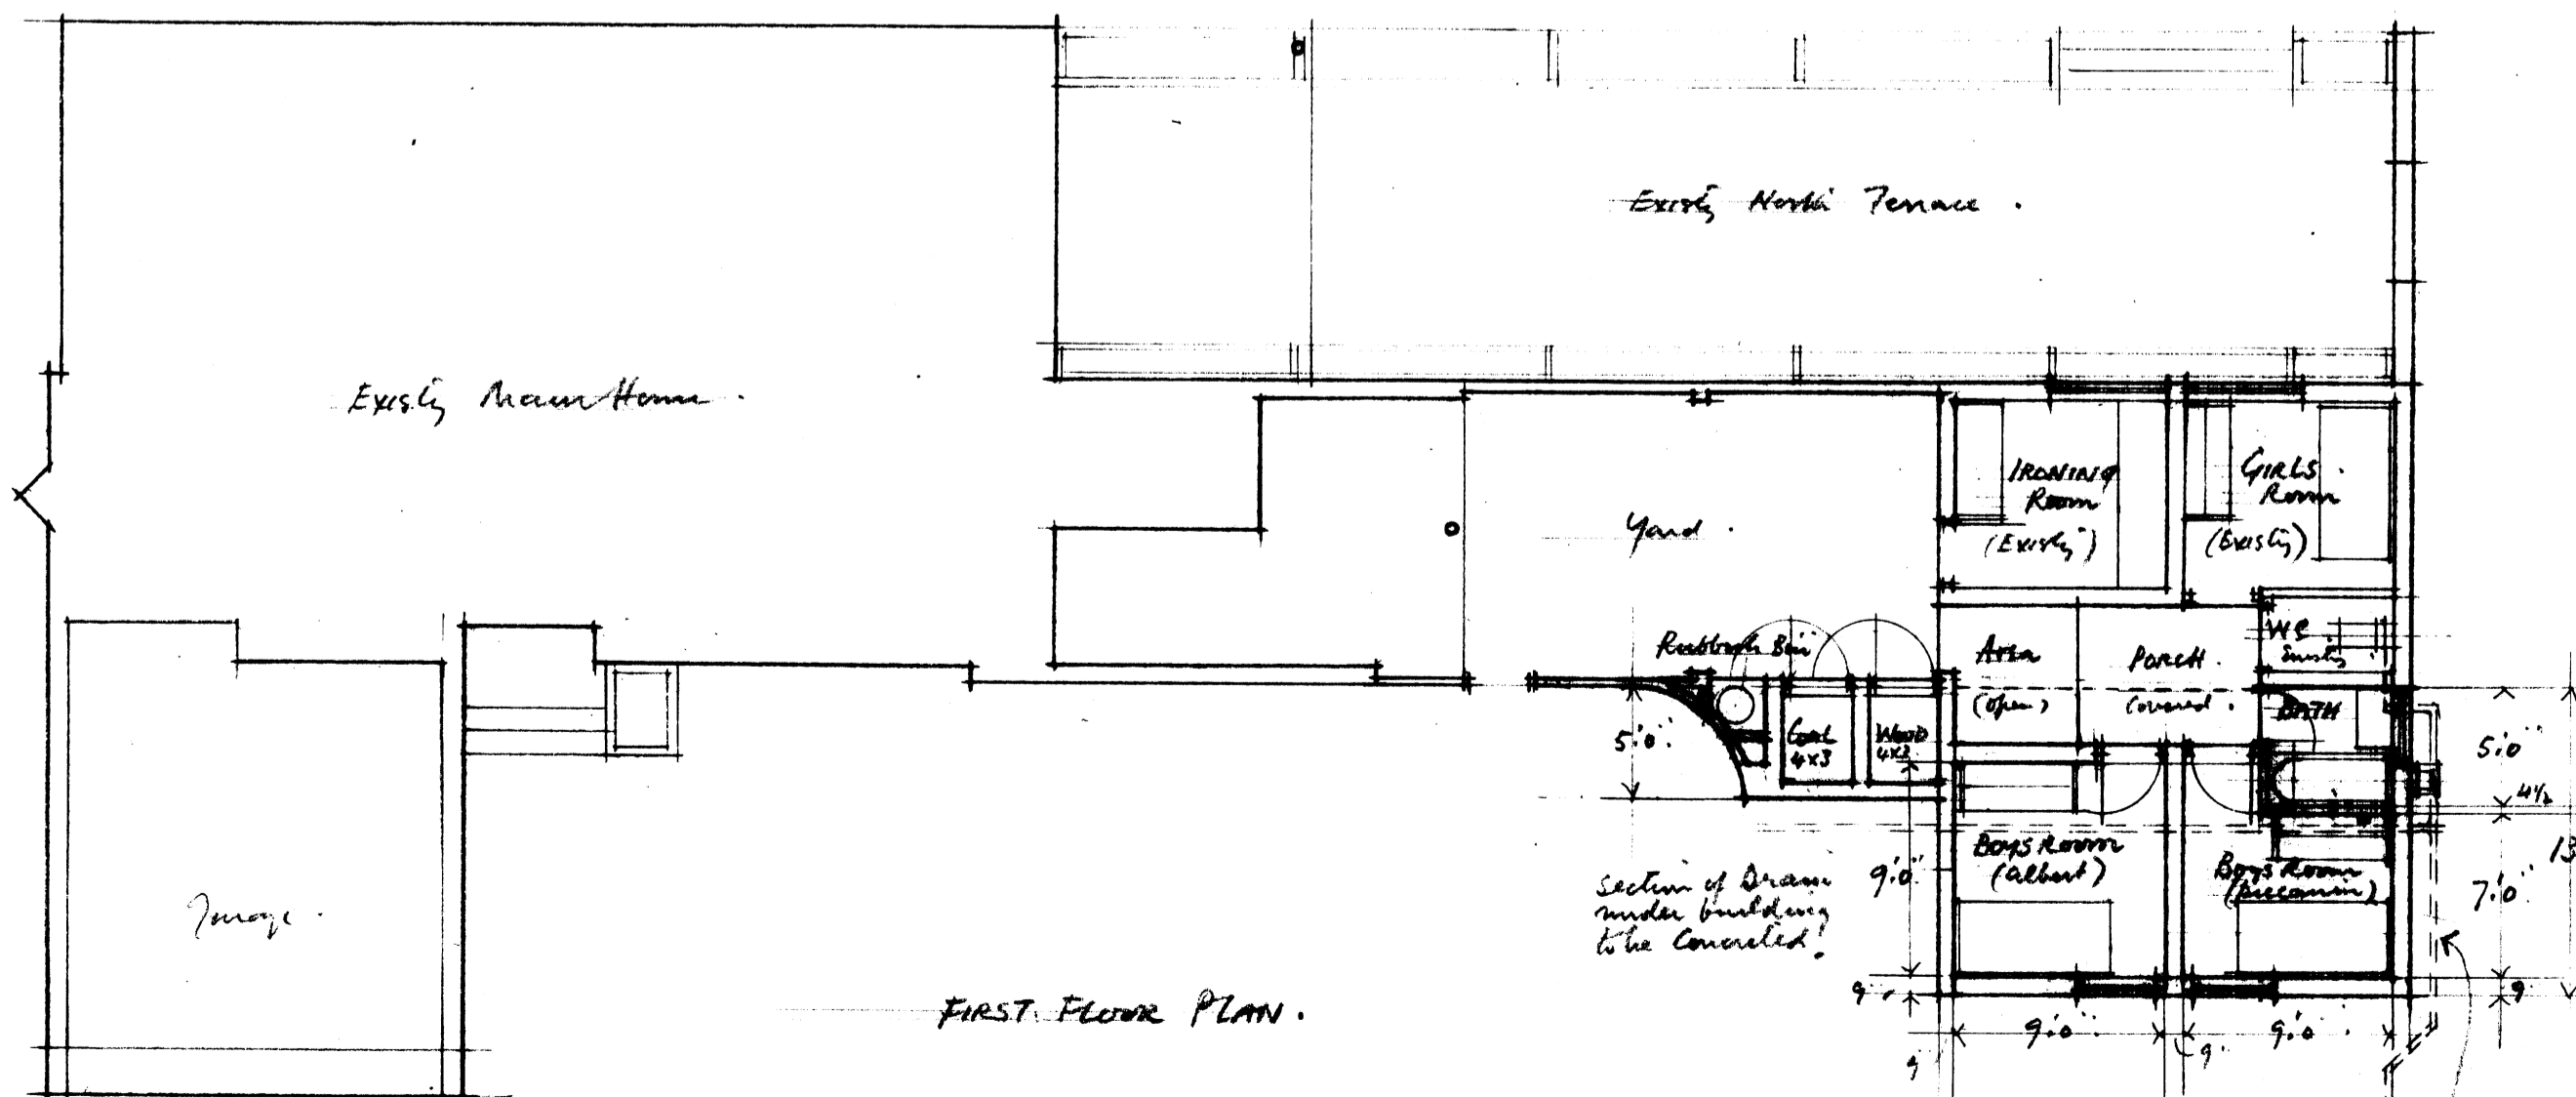 Existg North Terrace.
Existg Main House.
IRONING
Room
(Existg)
GIRLS
Room
(Existg)
Yard.
Rubbish Bin
Area
(open)
PORCH.
Covered.
WC
BATH
Coal
4x3
Wood
4x3
5'.0"
5'.0"
4½
Boys Room
(Albert)
Boys Room
9'.0"
7'.0"
13
Section of Drain
under building
to be Concreted!
Garage.
FIRST FLOOR PLAN.
9"
9"
9'.0"
9'.0"
9"
9"